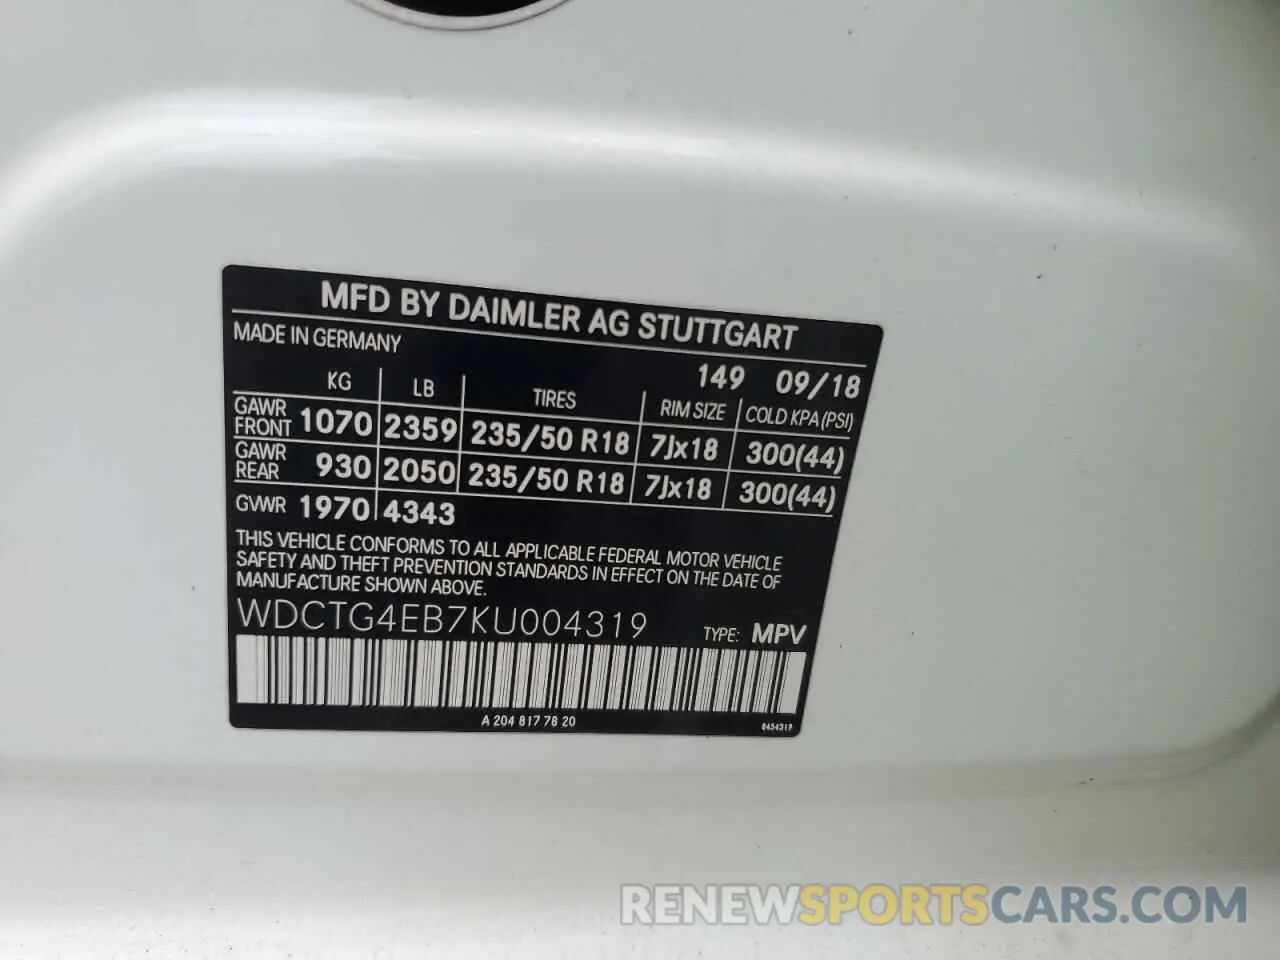 MFD BY DAIMLER AG STUTTGART
MADE IN GERMANY
149 09/18
KG LB TIRES RIM SIZE COLD KPA (PSI)
GAWR FRONT 1070 2359 235/50 R18 7Jx18 300(44)
GAWR REAR 930 2050 235/50 R18 7Jx18 300(44)
GVWR 1970 4343
THIS VEHICLE CONFORMS TO ALL APPLICABLE FEDERAL MOTOR VEHICLE
SAFETY AND THEFT PREVENTION STANDARDS IN EFFECT ON THE DATE OF
MANUFACTURE SHOWN ABOVE.
WDCTG4EB7KU004319 TYPE: MPV
A 204 817 78 20
RENEWSPORTSCARS.COM